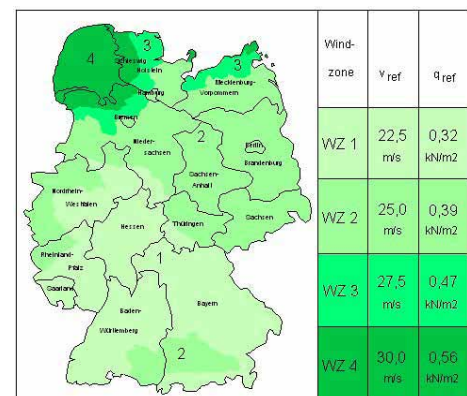 4
3
Schleswig
Holstein
3
Mecklenburg-
Vorpommern
Hamburg
Bremen
Nieder-
sachsen
2
Berlin
Brandenburg
Sachsen-
Anhalt
Nordrhein-
Westfalen
Hessen
Thüringen
Sachsen
Rheinland-
Pfalz
1
Saarland
Baden-
Württemberg
Bayern
2
Wind-
zone
v ref
q ref
WZ 1
22,5
m/s
0,32
kN/m2
WZ 2
25,0
m/s
0,39
kN/m2
WZ 3
27,5
m/s
0,47
kN/m2
WZ 4
30,0
m/s
0,56
kN/m2